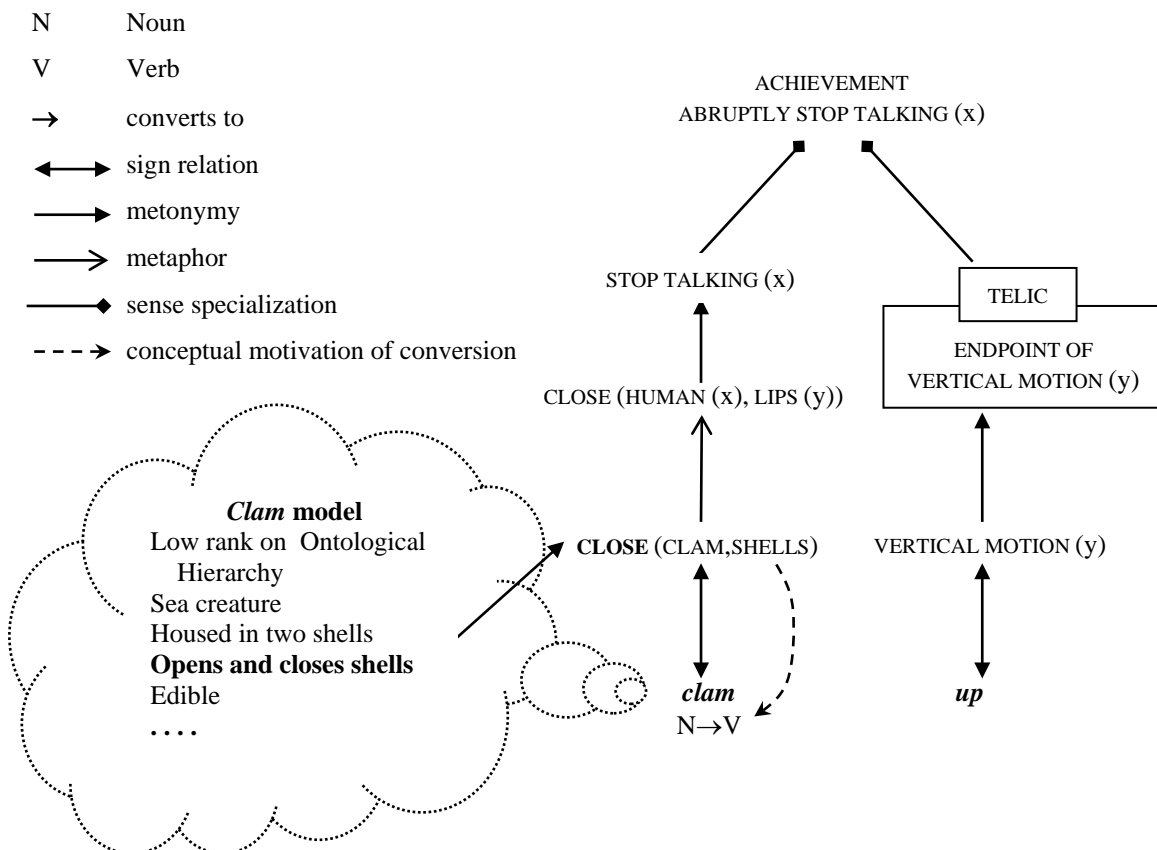 N Noun
V Verb
→ converts to
sign relation
metonymy
metaphor
sense specialization
conceptual motivation of conversion
ACHIEVEMENT
ABRUPTLY STOP TALKING (x)
STOP TALKING (x)
TELIC
ENDPOINT OF
VERTICAL MOTION (y)
CLOSE (HUMAN (x), LIPS (y))
Clam model
Low rank on Ontological
Hierarchy
Sea creature
Housed in two shells
Opens and closes shells
Edible
. . . .
CLOSE (CLAM,SHELLS)
VERTICAL MOTION (y)
clam
N→V
up